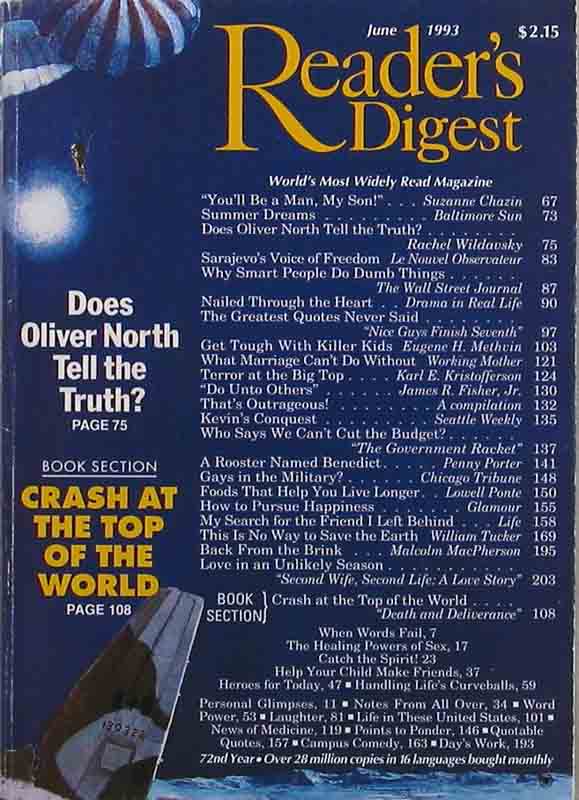 June 1993 $2.15
Reader's
Digest
World's Most Widely Read Magazine
"You'll Be a Man, My Son!" . . . Suzanne Chazin 67
Summer Dreams . . . . . . . . . Baltimore Sun 73
Does Oliver North Tell the Truth? . . . . . . . .
Rachel Wildavsky 75
Sarajevo's Voice of Freedom Le Nouvel Observateur 83
Why Smart People Do Dumb Things . . . . . .
The Wall Street Journal 87
Nailed Through the Heart . . Drama in Real Life 90
The Greatest Quotes Never Said . . . . . . . .
"Nice Guys Finish Seventh" 97
Get Tough With Killer Kids Eugene H. Methvin 103
What Marriage Can't Do Without Working Mother 121
Terror at the Big Top . . . . Karl E. Kristofferson 124
"Do Unto Others" . . . . . . . James R. Fisher, Jr. 130
That's Outrageous! . . . . . . . . . A compilation 132
Kevin's Conquest . . . . . . . . . Seattle Weekly 135
Who Says We Can't Cut the Budget? . . . . . .
"The Government Racket" 137
A Rooster Named Benedict . . . . . Penny Porter 141
Gays in the Military? . . . . . . Chicago Tribune 148
Foods That Help You Live Longer . . Lowell Ponte 150
How to Pursue Happiness . . . . . . . Glamour 155
My Search for the Friend I Left Behind . . . Life 158
This Is No Way to Save the Earth William Tucker 169
Back From the Brink . . . Malcolm MacPherson 195
Love in an Unlikely Season . . . . . . . . . . .
"Second Wife, Second Life: A Love Story" 203
BOOK SECTION} Crash at the Top of the World . . . .
"Death and Deliverance" 108
When Words Fail, 7
The Healing Powers of Sex, 17
Catch the Spirit! 23
Help Your Child Make Friends, 37
Heroes for Today, 47 ■ Handling Life's Curveballs, 59
Personal Glimpses, 11 ■ Notes From All Over, 34 ■ Word
Power, 53 ■ Laughter, 81 ■ Life in These United States, 101 ■
News of Medicine, 119 ■ Points to Ponder, 146 ■ Quotable
Quotes, 157 ■ Campus Comedy, 163 ■ Day's Work, 193
72nd Year • Over 28 million copies in 16 languages bought monthly
Does
Oliver North
Tell the
Truth?
PAGE 75
BOOK SECTION
CRASH AT
THE TOP
OF THE
WORLD
PAGE 108